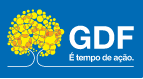 GDF
É tempo de ação.